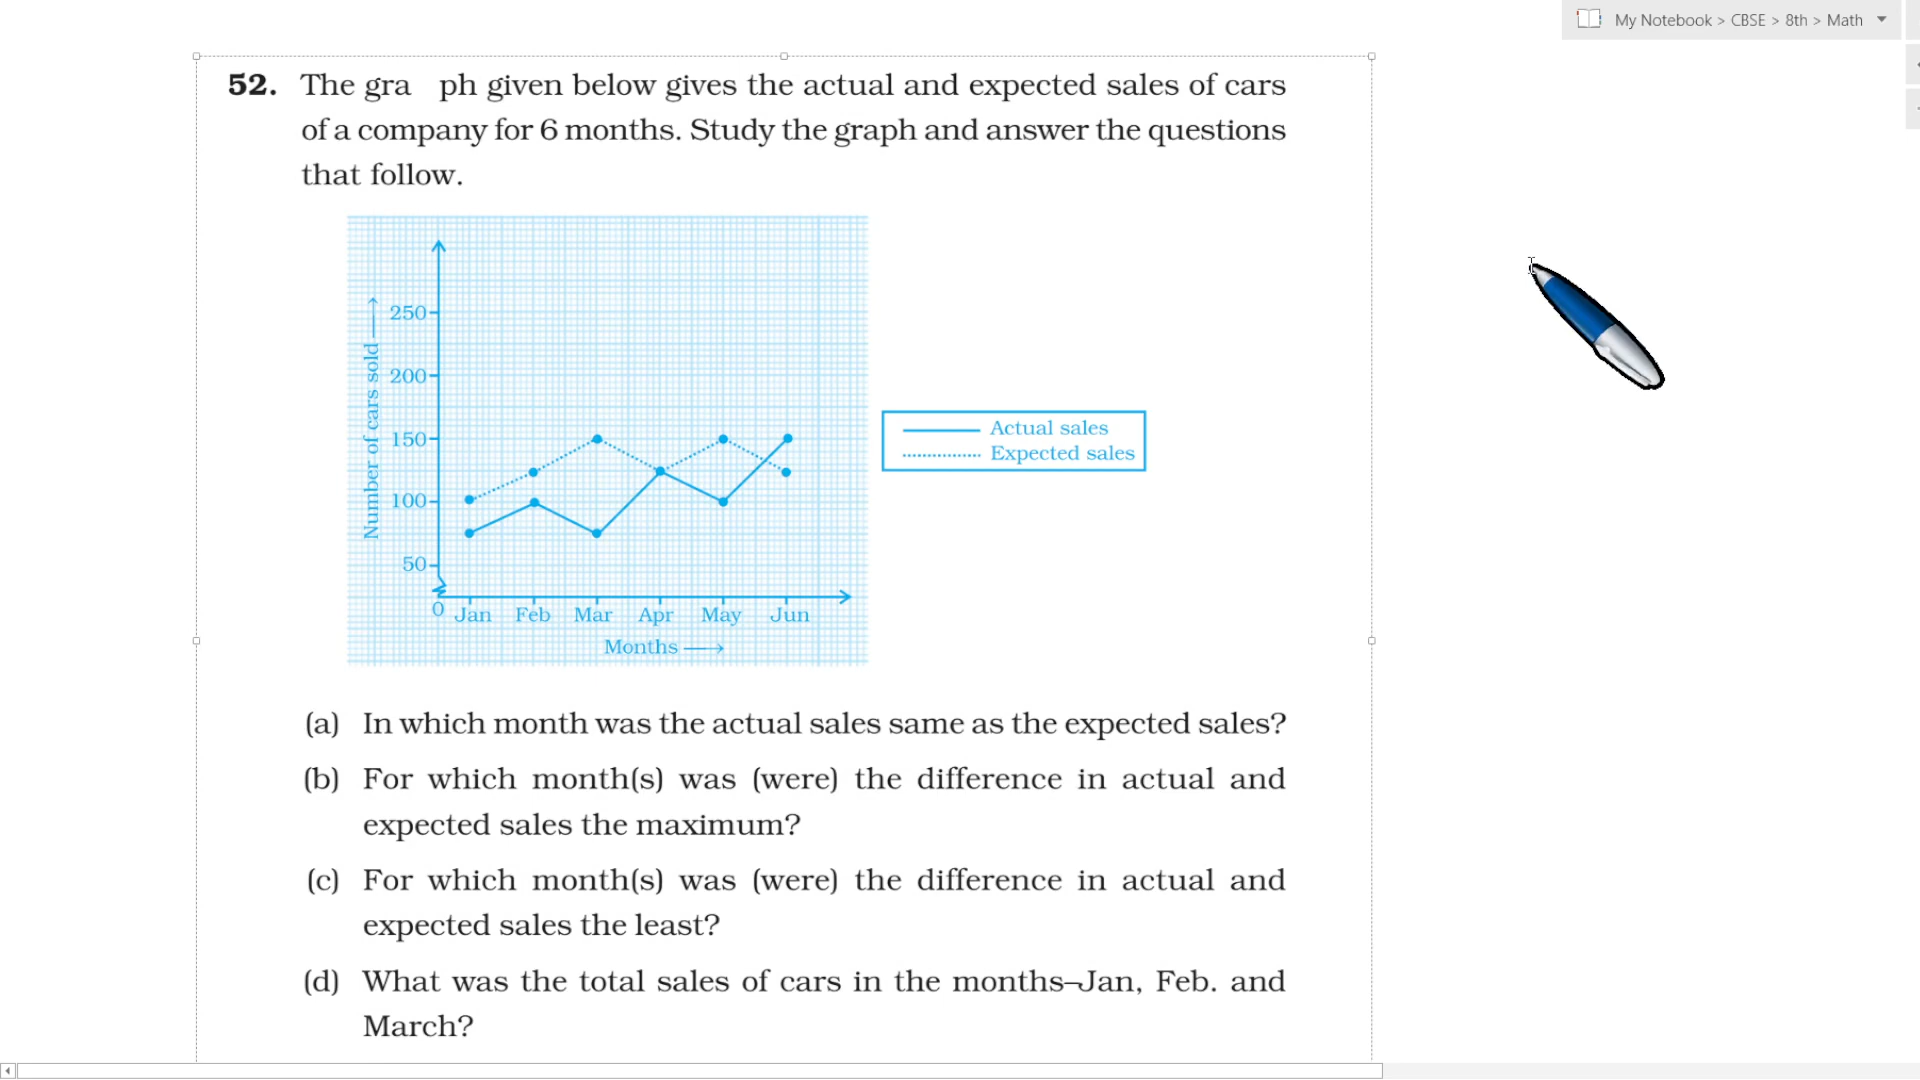 My Notebook > CBSE > 8th > Math
52. The gra ph given below gives the actual and expected sales of cars
of a company for 6 months. Study the graph and answer the questions
that follow.
Number of cars sold
250
200
150
100
50
0
Jan Feb Mar Apr May Jun
Months
Actual sales
Expected sales
(a) In which month was the actual sales same as the expected sales?
(b) For which month(s) was (were) the difference in actual and
expected sales the maximum?
(c) For which month(s) was (were) the difference in actual and
expected sales the least?
(d) What was the total sales of cars in the months–Jan, Feb. and
March?